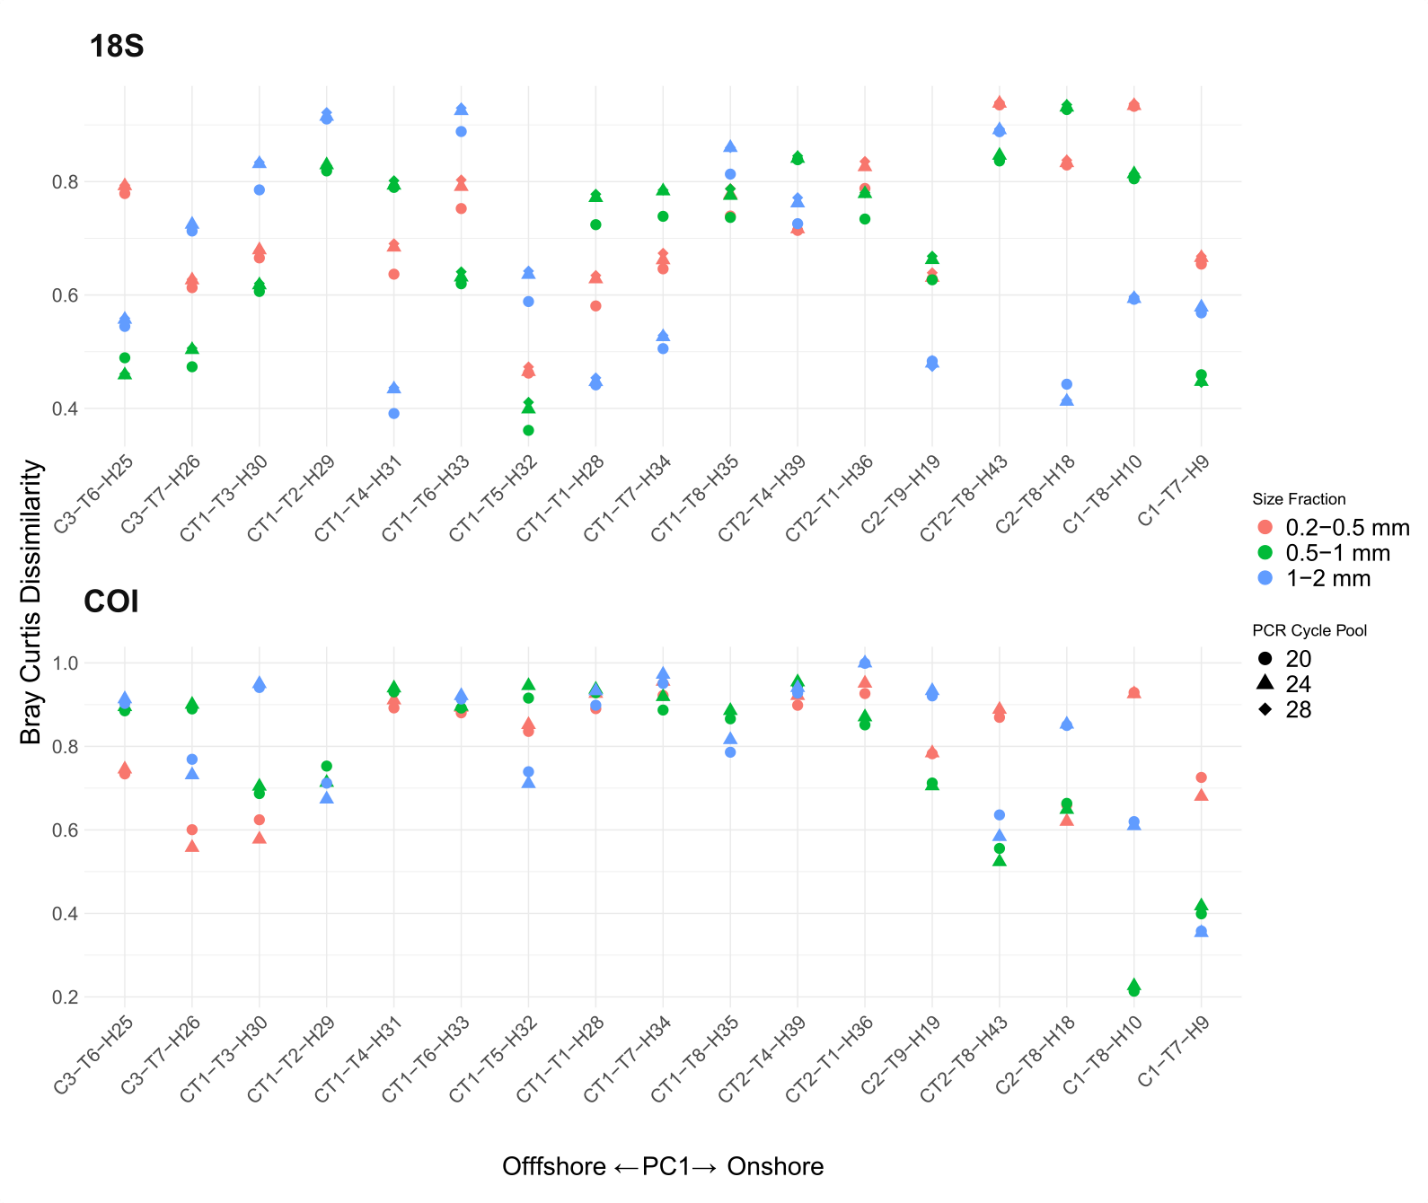 18S
0.8
0.6
0.4
C3−T6−H25
C3−T7−H26
CT1−T3−H30
CT1−T2−H29
CT1−T4−H31
CT1−T6−H33
CT1−T5−H32
CT1−T1−H28
CT1−T7−H34
CT1−T8−H35
CT2−T4−H39
CT2−T1−H36
C2−T9−H19
CT2−T8−H43
C2−T8−H18
C1−T8−H10
C1−T7−H9
Bray Curtis Dissimilarity
Size Fraction
0.2−0.5 mm
0.5−1 mm
1−2 mm
PCR Cycle Pool
20
24
28
COI
1.0
0.8
0.6
0.4
0.2
C3−T6−H25
C3−T7−H26
CT1−T3−H30
CT1−T2−H29
CT1−T4−H31
CT1−T6−H33
CT1−T5−H32
CT1−T1−H28
CT1−T7−H34
CT1−T8−H35
CT2−T4−H39
CT2−T1−H36
C2−T9−H19
CT2−T8−H43
C2−T8−H18
C1−T8−H10
C1−T7−H9
Offfshore ←PC1→ Onshore